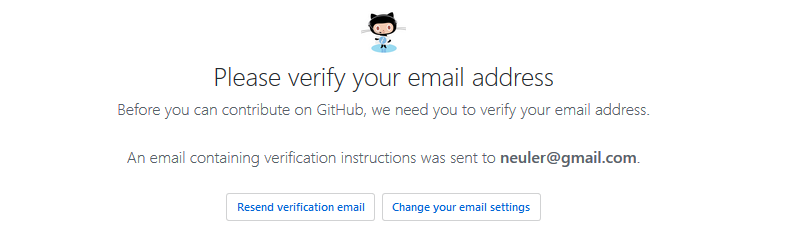 Please verify your email address
Before you can contribute on GitHub, we need you to verify your email address.
An email containing verification instructions was sent to neuler@gmail.com.
Resend verification email
Change your email settings